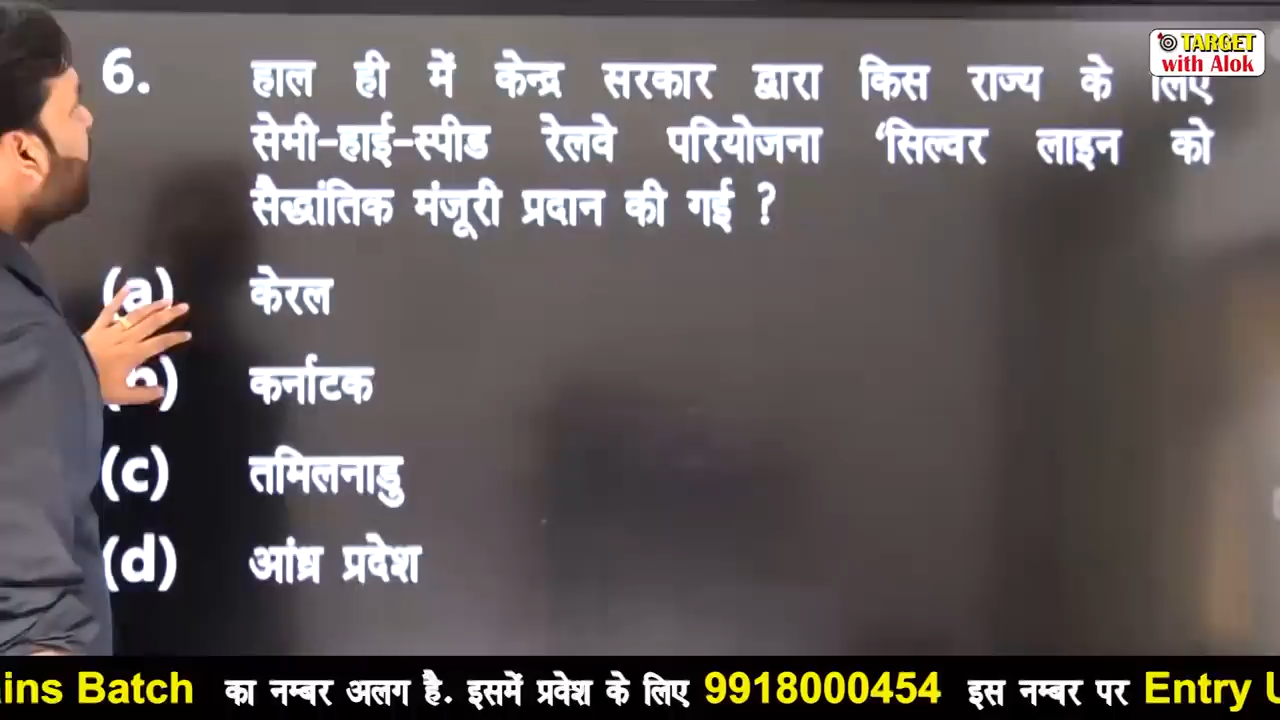 TARGET
with Alok
6. हाल ही में केन्द्र सरकार द्वारा किस राज्य के लिए
सेमी-हाई-स्पीड रेलवे परियोजना ‘सिल्वर लाइन को
सैद्धांतिक मंजूरी प्रदान की गई ?
(a) केरल
(b) कर्नाटक
(c) तमिलनाडु
(d) आंध्र प्रदेश
ins Batch का नम्बर अलग है. इसमें प्रवेश के लिए 9918000454 इस नम्बर पर Entry U